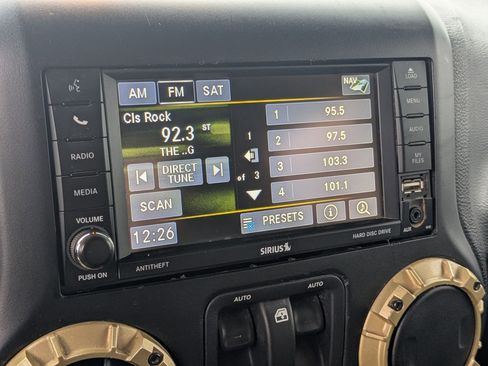 AM FM SAT
NAV
Cls Rock
92.3 ST
THE ..G
DIRECT
TUNE
SCAN
12:26
1
of 3
1 95.5
2 97.5
3 103.3
4 101.1
PRESETS
RADIO
MEDIA
VOLUME
PUSH ON
ANTITHEFT
SIRIUS
HARD DISC DRIVE
LOAD
MENU
AUDIO
MY
FILES
AUX
AUTO AUTO